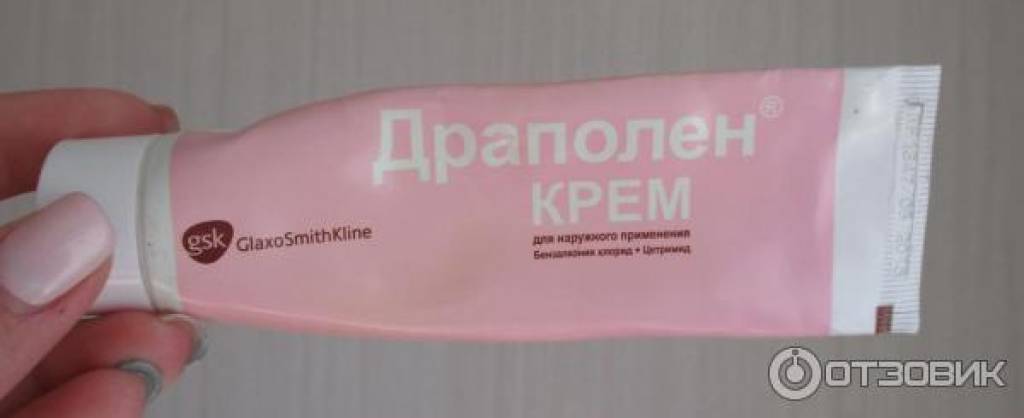 Драполен®
КРЕМ
для наружного применения
Бензалкония хлорид + Цетримид
gsk GlaxoSmithKline
ОТЗОВИК